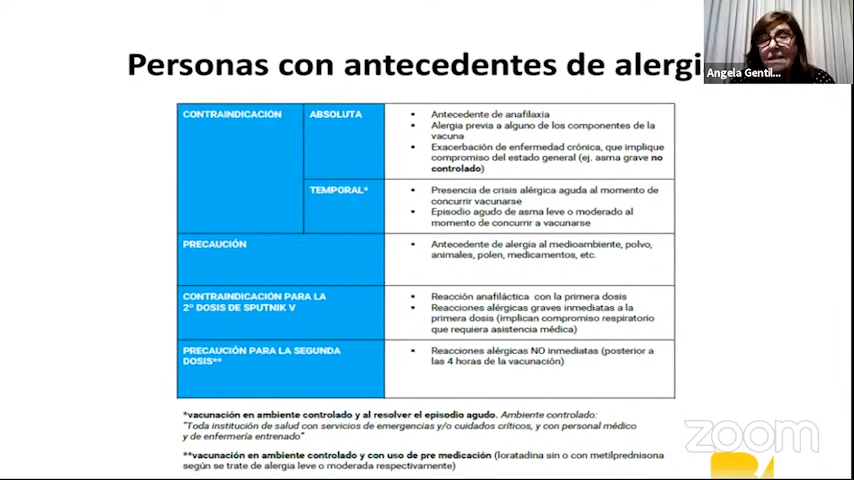 Personas con antecedentes de alergi
Angela Gentil...
CONTRAINDICACIÓN
ABSOLUTA
• Antecedente de anafilaxia
• Alergia previa a alguno de los componentes de la
vacuna
• Exacerbación de enfermedad crónica, que implique
compromiso del estado general (ej. asma grave no
controlado)
TEMPORAL*
• Presencia de crisis alérgica aguda al momento de
concurrir vacunarse
• Episodio agudo de asma leve o moderado al
momento de concurrir a vacunarse
PRECAUCIÓN
• Antecedente de alergia al medioambiente, polvo,
animales, polen, medicamentos, etc.
CONTRAINDICACIÓN PARA LA
2° DOSIS DE SPUTNIK V
• Reacción anafiláctica con la primera dosis
• Reacciones alérgicas graves inmediatas a la
primera dosis (implican compromiso respiratorio
que requiera asistencia médica)
PRECAUCIÓN PARA LA SEGUNDA
DOSIS**
• Reacciones alérgicas NO inmediatas (posterior a
las 4 horas de la vacunación)
*vacunación en ambiente controlado y al resolver el episodio agudo. Ambiente controlado:
"Toda institución de salud con servicios de emergencias y/o cuidados críticos, y con personal médico
y de enfermería entrenado"
**vacunación en ambiente controlado y con uso de pre medicación (loratadina sin o con metilprednisona
según se trate de alergia leve o moderada respectivamente)
zoom